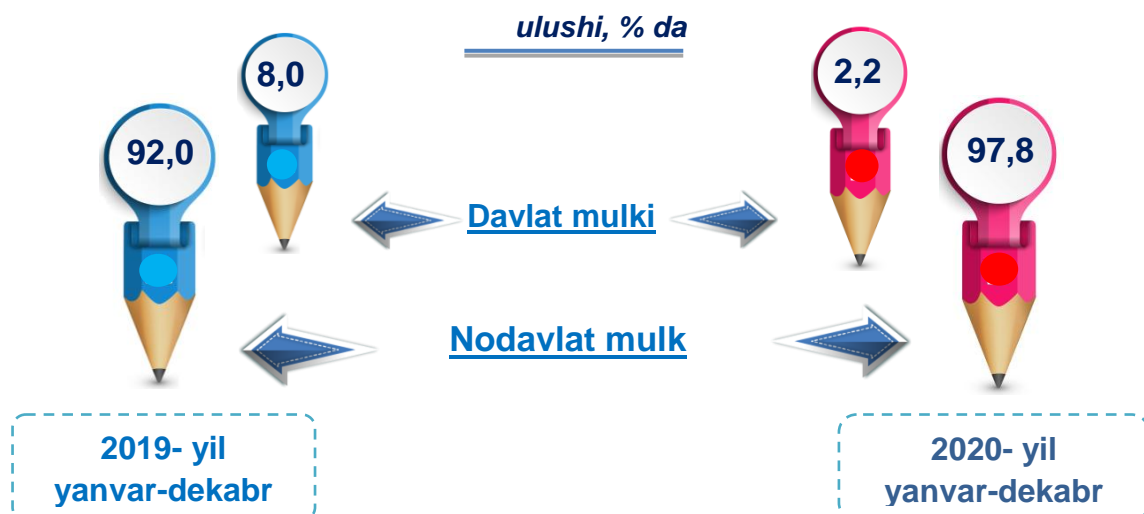 ulushi, % da
8,0
2,2
92,0
97,8
Davlat mulki
Nodavlat mulk
2019- yil
yanvar-dekabr
2020- yil
yanvar-dekabr